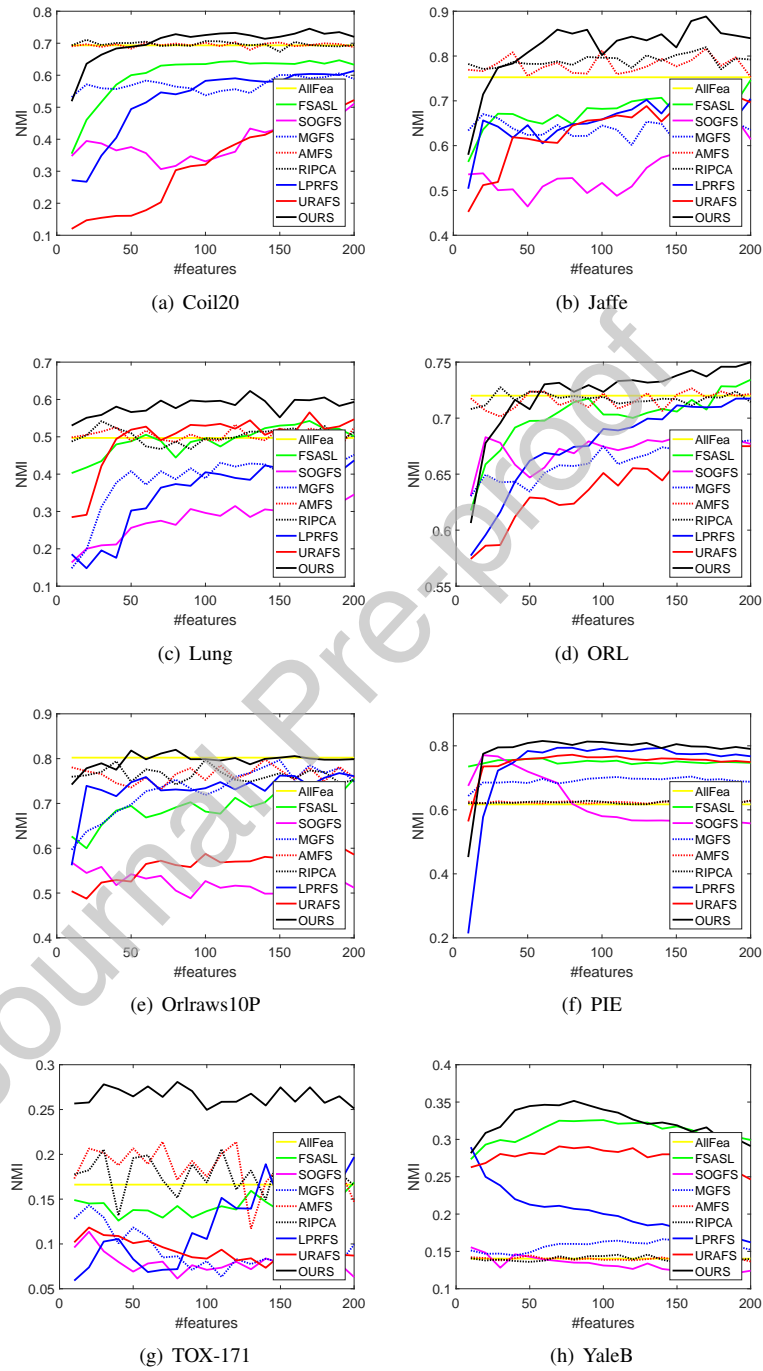 0.8
0.7
0.6
0.5
0.4
0.3
0.2
0.1
NMI
0 50 100 150 200
#features
AllFea
FSASL
SOGFS
MGFS
AMFS
RIPCA
LPRFS
URAFS
OURS
(a) Coil20
0.9
0.8
0.7
0.6
0.5
0.4
NMI
0 50 100 150 200
#features
AllFea
FSASL
SOGFS
MGFS
AMFS
RIPCA
LPRFS
URAFS
OURS
(b) Jaffe
0.7
0.6
0.5
0.4
0.3
0.2
0.1
NMI
0 50 100 150 200
#features
AllFea
FSASL
SOGFS
MGFS
AMFS
RIPCA
LPRFS
URAFS
OURS
(c) Lung
0.75
0.7
0.65
0.6
0.55
NMI
0 50 100 150 200
#features
AllFea
FSASL
SOGFS
MGFS
AMFS
RIPCA
LPRFS
URAFS
OURS
(d) ORL
0.9
0.8
0.7
0.6
0.5
0.4
NMI
0 50 100 150 200
#features
AllFea
FSASL
SOGFS
MGFS
AMFS
RIPCA
LPRFS
URAFS
OURS
(e) Orlraws10P
0.8
0.6
0.4
0.2
NMI
0 50 100 150 200
#features
AllFea
FSASL
SOGFS
MGFS
AMFS
RIPCA
LPRFS
URAFS
OURS
(f) PIE
0.3
0.25
0.2
0.15
0.1
0.05
NMI
0 50 100 150 200
#features
AllFea
FSASL
SOGFS
MGFS
AMFS
RIPCA
LPRFS
URAFS
OURS
(g) TOX-171
0.4
0.35
0.3
0.25
0.2
0.15
0.1
NMI
0 50 100 150 200
#features
AllFea
FSASL
SOGFS
MGFS
AMFS
RIPCA
LPRFS
URAFS
OURS
(h) YaleB
Journal Pre-proof